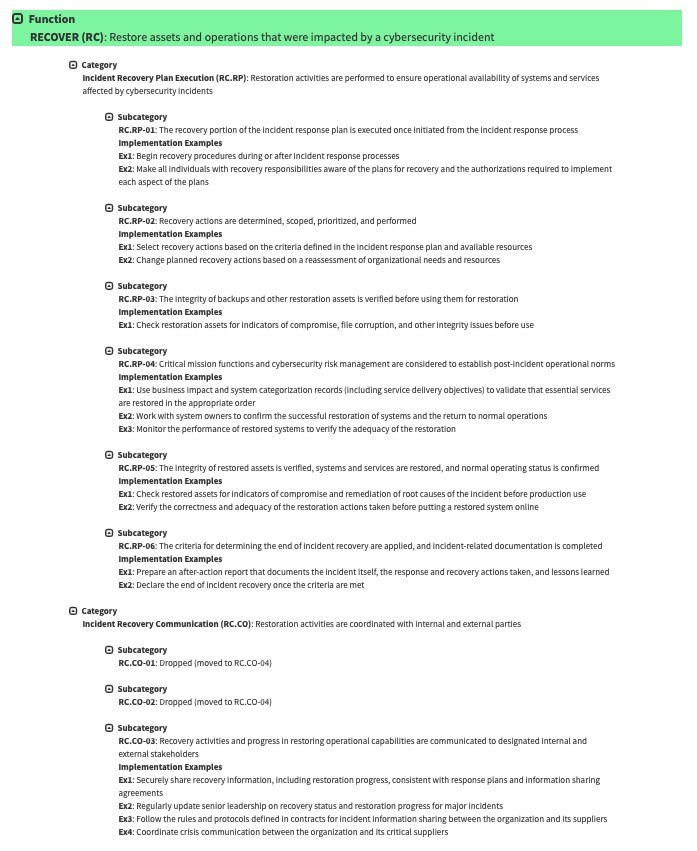 Function
RECOVER (RC): Restore assets and operations that were impacted by a cybersecurity incident
Category
Incident Recovery Plan Execution (RC.RP): Restoration activities are performed to ensure operational availability of systems and services
affected by cybersecurity incidents
Subcategory
RC.RP-01: The recovery portion of the incident response plan is executed once initiated from the incident response process
Implementation Examples
Ex1: Begin recovery procedures during or after incident response processes
Ex2: Make all individuals with recovery responsibilities aware of the plans for recovery and the authorizations required to implement
each aspect of the plans
Subcategory
RC.RP-02: Recovery actions are determined, scoped, prioritized, and performed
Implementation Examples
Ex1: Select recovery actions based on the criteria defined in the incident response plan and available resources
Ex2: Change planned recovery actions based on a reassessment of organizational needs and resources
Subcategory
RC.RP-03: The integrity of backups and other restoration assets is verified before using them for restoration
Implementation Examples
Ex1: Check restoration assets for indicators of compromise, file corruption, and other integrity issues before use
Subcategory
RC.RP-04: Critical mission functions and cybersecurity risk management are considered to establish post-incident operational norms
Implementation Examples
Ex1: Use business impact and system categorization records (including service delivery objectives) to validate that essential services
are restored in the appropriate order
Ex2: Work with system owners to confirm the successful restoration of systems and the return to normal operations
Ex3: Monitor the performance of restored systems to verify the adequacy of the restoration
Subcategory
RC.RP-05: The integrity of restored assets is verified, systems and services are restored, and normal operating status is confirmed
Implementation Examples
Ex1: Check restored assets for indicators of compromise and remediation of root causes of the incident before production use
Ex2: Verify the correctness and adequacy of the restoration actions taken before putting a restored system online
Subcategory
RC.RP-06: The criteria for determining the end of incident recovery are applied, and incident-related documentation is completed
Implementation Examples
Ex1: Prepare an after-action report that documents the incident itself, the response and recovery actions taken, and lessons learned
Ex2: Declare the end of incident recovery once the criteria are met
Category
Incident Recovery Communication (RC.CO): Restoration activities are coordinated with internal and external parties
Subcategory
RC.CO-01: Dropped (moved to RC.CO-04)
Subcategory
RC.CO-02: Dropped (moved to RC.CO-04)
Subcategory
RC.CO-03: Recovery activities and progress in restoring operational capabilities are communicated to designated internal and
external stakeholders
Implementation Examples
Ex1: Securely share recovery information, including restoration progress, consistent with response plans and information sharing
agreements
Ex2: Regularly update senior leadership on recovery status and restoration progress for major incidents
Ex3: Follow the rules and protocols defined in contracts for incident information sharing between the organization and its suppliers
Ex4: Coordinate crisis communication between the organization and its critical suppliers